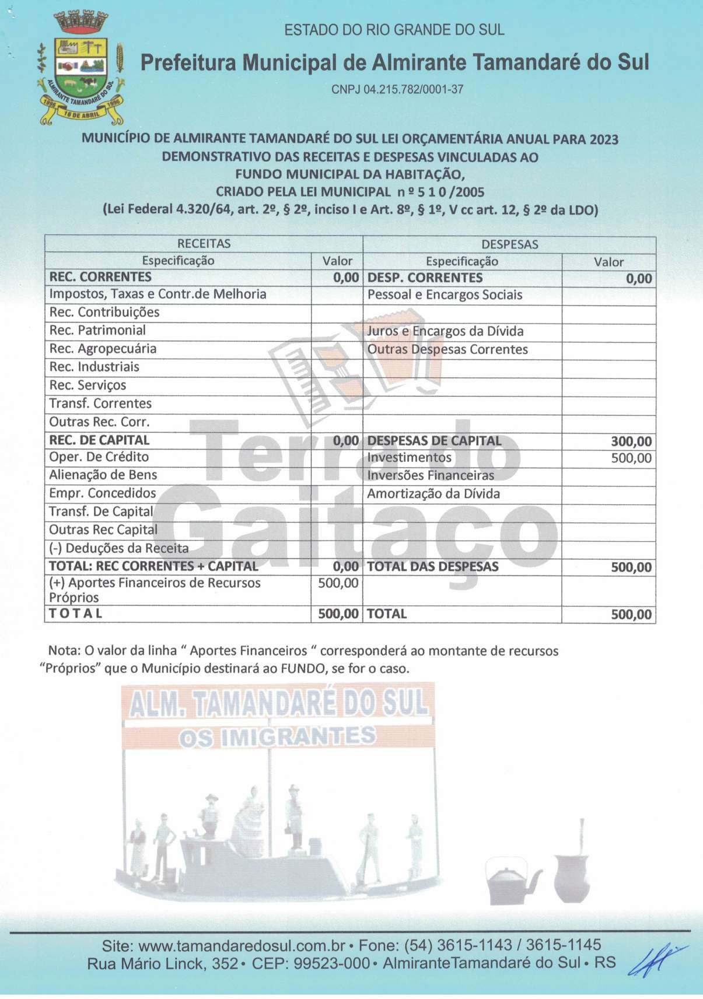 ESTADO DO RIO GRANDE DO SUL
Prefeitura Municipal de Almirante Tamandaré do Sul
CNPJ 04.215.782/0001-37
ALMIRANTE TAMANDARÉ DO SUL
1996 16 DE ABRIL 1996
MUNICÍPIO DE ALMIRANTE TAMANDARÉ DO SUL LEI ORÇAMENTÁRIA ANUAL PARA 2023
DEMONSTRATIVO DAS RECEITAS E DESPESAS VINCULADAS AO
FUNDO MUNICIPAL DA HABITAÇÃO,
CRIADO PELA LEI MUNICIPAL n º 5 1 0 /2005
(Lei Federal 4.320/64, art. 2º, § 2º, inciso I e Art. 8º, § 1º, V cc art. 12, § 2º da LDO)
RECEITAS DESPESAS
Especificação Valor Especificação Valor
REC. CORRENTES 0,00 DESP. CORRENTES 0,00
Impostos, Taxas e Contr.de Melhoria Pessoal e Encargos Sociais
Rec. Contribuições
Rec. Patrimonial Juros e Encargos da Dívida
Rec. Agropecuária Outras Despesas Correntes
Rec. Industriais
Rec. Serviços
Transf. Correntes
Outras Rec. Corr.
REC. DE CAPITAL 0,00 DESPESAS DE CAPITAL 300,00
Oper. De Crédito Investimentos 500,00
Alienação de Bens Inversões Financeiras
Empr. Concedidos Amortização da Dívida
Transf. De Capital
Outras Rec Capital
(-) Deduções da Receita
TOTAL: REC CORRENTES + CAPITAL 0,00 TOTAL DAS DESPESAS 500,00
(+) Aportes Financeiros de Recursos 500,00
Próprios
T O T A L 500,00 TOTAL 500,00
Terra do
Gaitaço
Nota: O valor da linha “ Aportes Financeiros “ corresponderá ao montante de recursos
“Próprios” que o Município destinará ao FUNDO, se for o caso.
ALM. TAMANDARÉ DO SUL
OS IMIGRANTES
Site: www.tamandaredosul.com.br • Fone: (54) 3615-1143 / 3615-1145
Rua Mário Linck, 352 • CEP: 99523-000 • AlmiranteTamandaré do Sul • RS